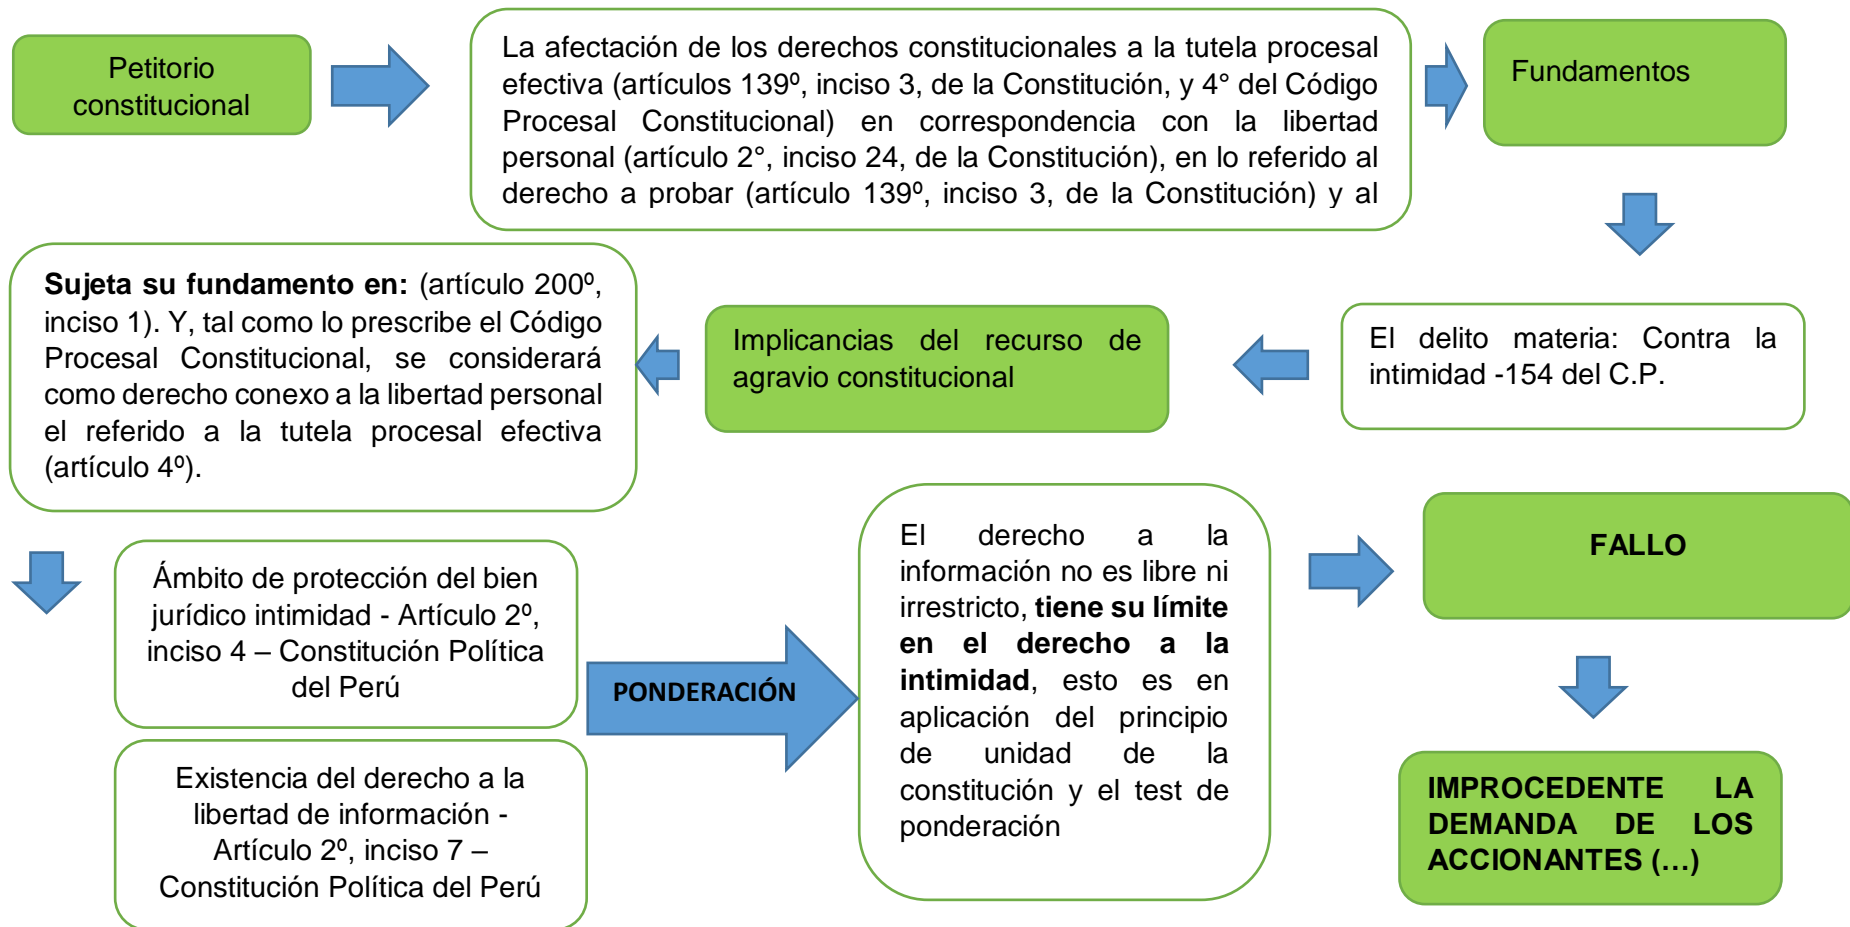 Petitorio
constitucional
La afectación de los derechos constitucionales a la tutela procesal
efectiva (artículos 139º, inciso 3, de la Constitución, y 4° del Código
Procesal Constitucional) en correspondencia con la libertad
personal (artículo 2°, inciso 24, de la Constitución), en lo referido al
derecho a probar (artículo 139º, inciso 3, de la Constitución) y al
Fundamentos
El delito materia: Contra la
intimidad -154 del C.P.
Implicancias del recurso de
agravio constitucional
Sujeta su fundamento en: (artículo 200º,
inciso 1). Y, tal como lo prescribe el Código
Procesal Constitucional, se considerará
como derecho conexo a la libertad personal
el referido a la tutela procesal efectiva
(artículo 4º).
Ámbito de protección del bien
jurídico intimidad - Artículo 2º,
inciso 4 – Constitución Política
del Perú
Existencia del derecho a la
libertad de información -
Artículo 2º, inciso 7 –
Constitución Política del Perú
PONDERACIÓN
El derecho a la
información no es libre ni
irrestricto, tiene su límite
en el derecho a la
intimidad, esto es en
aplicación del principio
de unidad de la
constitución y el test de
ponderación
FALLO
IMPROCEDENTE LA
DEMANDA DE LOS
ACCIONANTES (…)